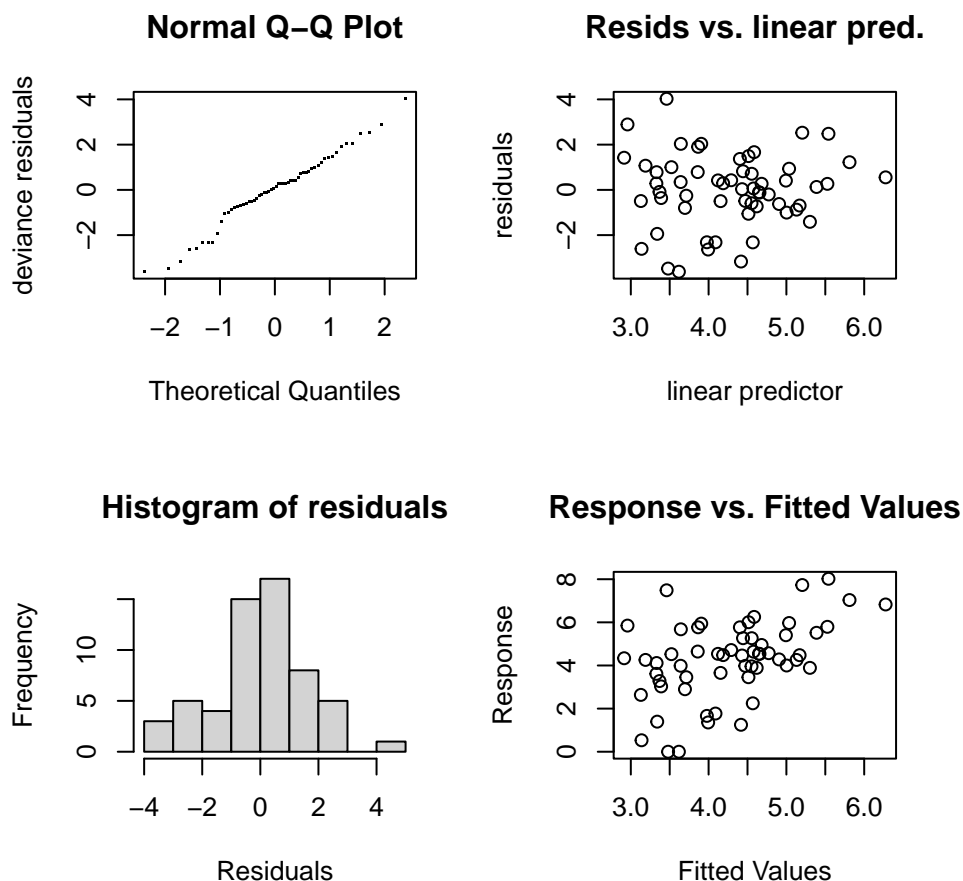 Normal Q−Q Plot
deviance residuals
−2 0 2 4
−2 −1 0 1 2
Theoretical Quantiles
Resids vs. linear pred.
residuals
−2 0 2 4
3.0 4.0 5.0 6.0
linear predictor
Histogram of residuals
Frequency
0 5 10
−4 −2 0 2 4
Residuals
Response vs. Fitted Values
Response
0 2 4 6 8
3.0 4.0 5.0 6.0
Fitted Values